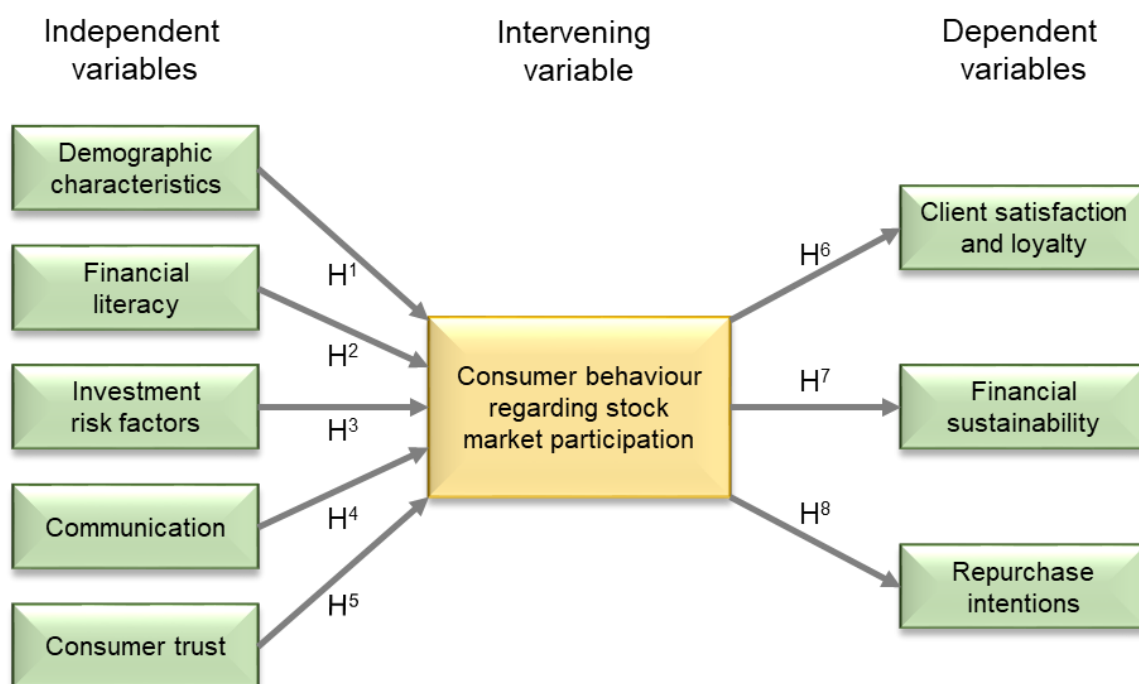 Independent
variables
Intervening
variable
Dependent
variables
Demographic
characteristics
Financial
literacy
Investment
risk factors
Communication
Consumer trust
H¹
H²
H³
H⁴
H⁵
Consumer behaviour
regarding stock
market participation
H⁶
H⁷
H⁸
Client satisfaction
and loyalty
Financial
sustainability
Repurchase
intentions